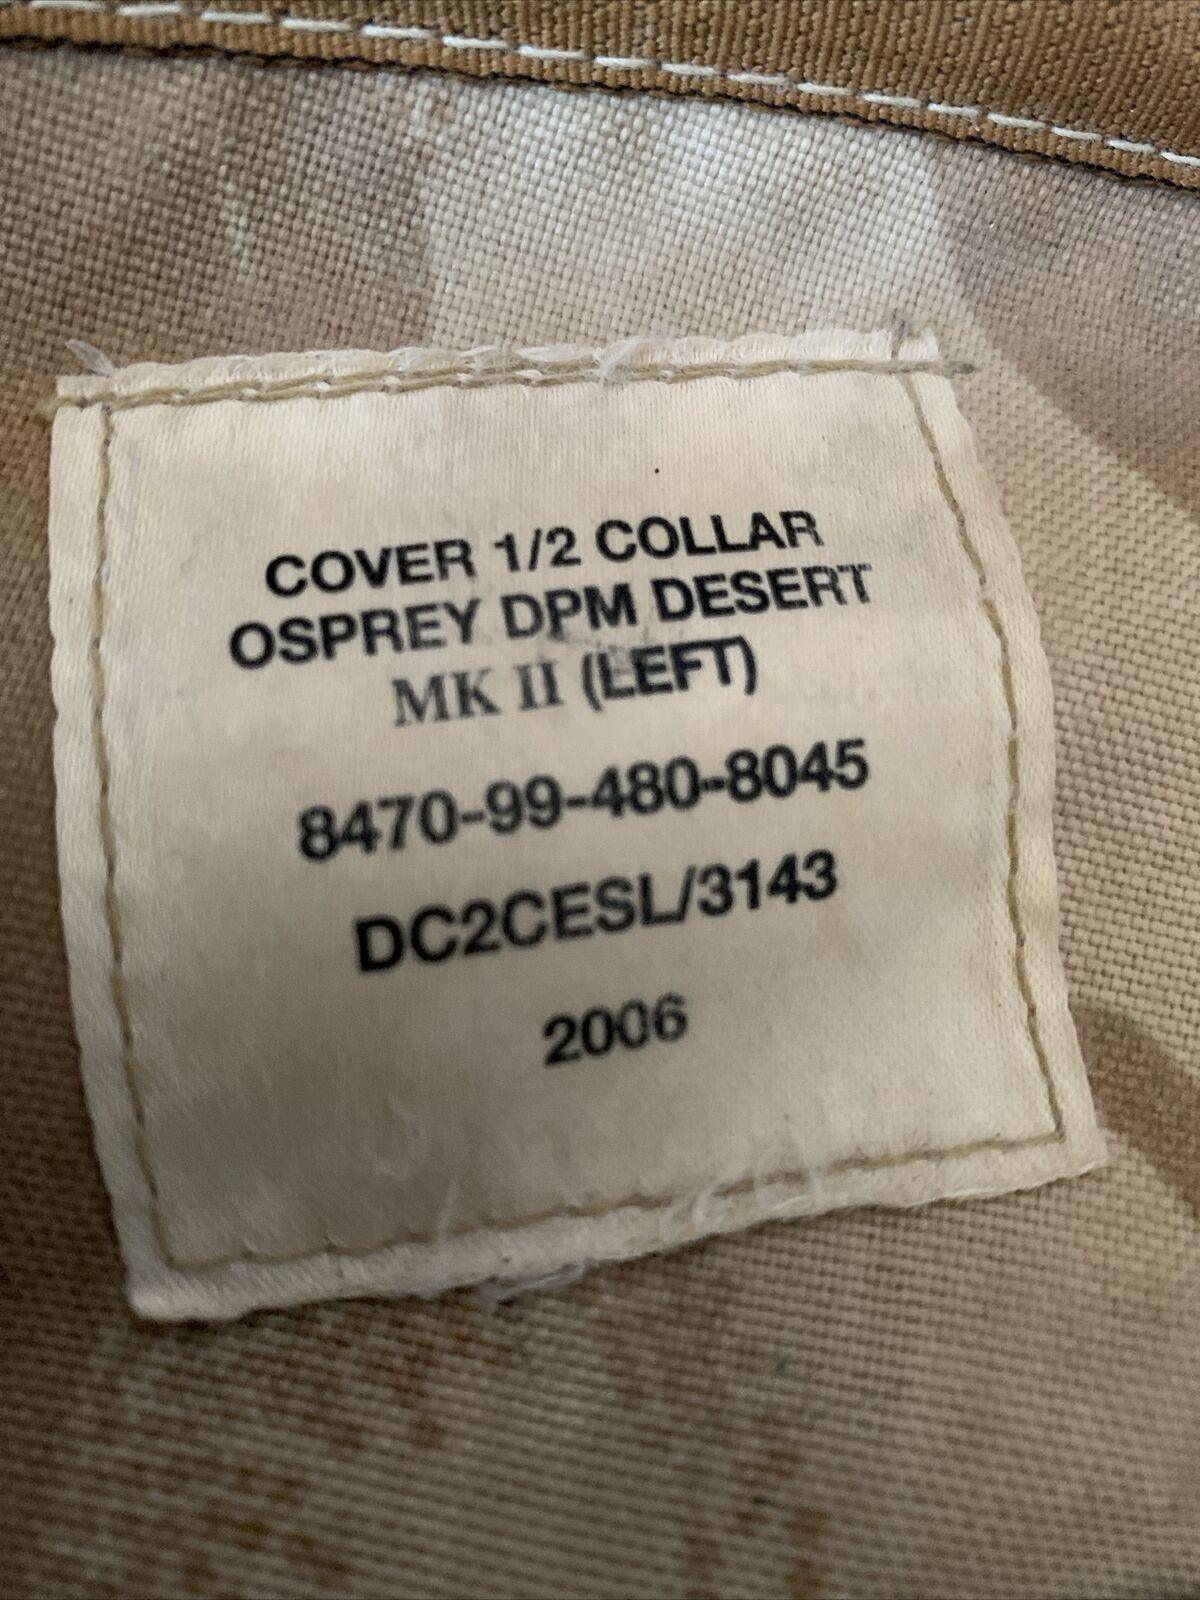 COVER 1/2 COLLAR
OSPREY DPM DESERT
MK II (LEFT)
8470-99-480-8045
DC2CESL/3143
2006